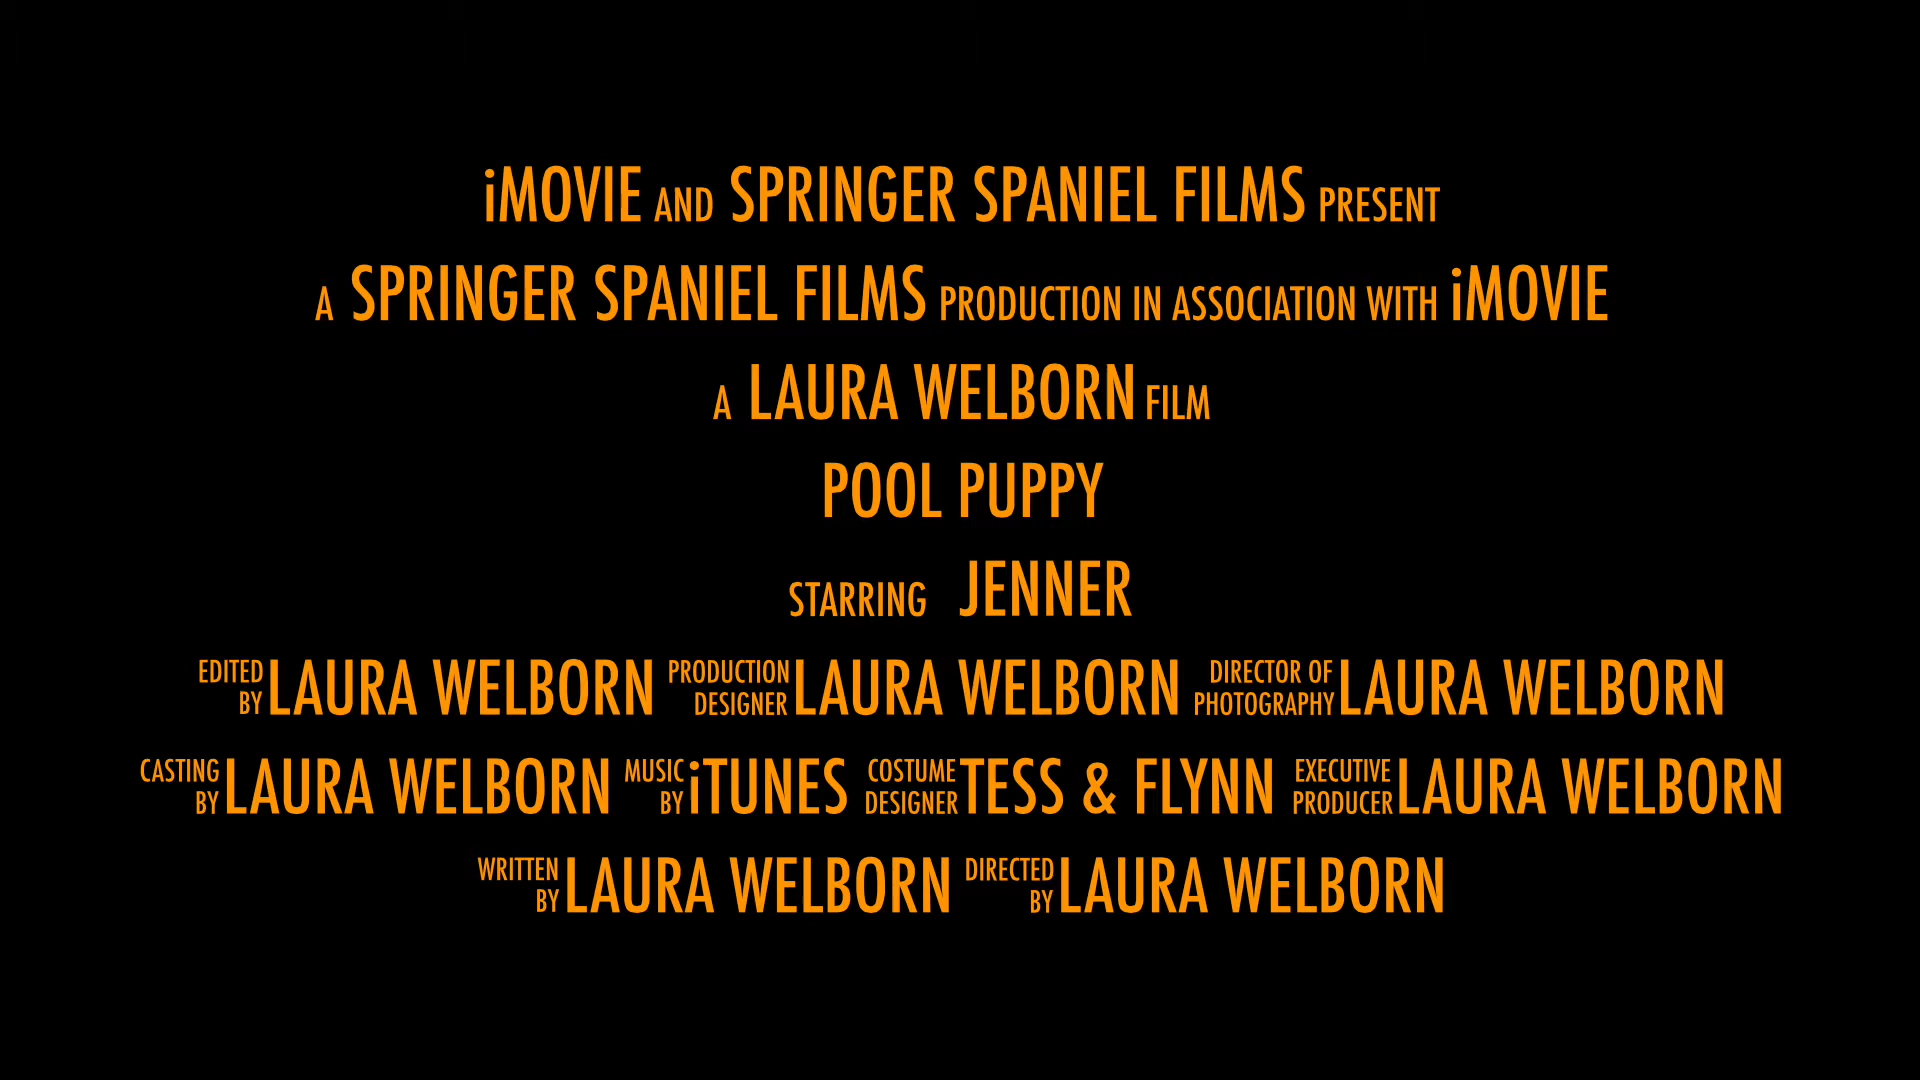 iMOVIE AND SPRINGER SPANIEL FILMS PRESENT
A SPRINGER SPANIEL FILMS PRODUCTION IN ASSOCIATION WITH iMOVIE
A LAURA WELBORN FILM
POOL PUPPY
STARRING JENNER
EDITED BY LAURA WELBORN PRODUCTION DESIGNER LAURA WELBORN DIRECTOR OF PHOTOGRAPHY LAURA WELBORN
CASTING BY LAURA WELBORN MUSIC BY iTUNES COSTUME DESIGNER TESS & FLYNN EXECUTIVE PRODUCER LAURA WELBORN
WRITTEN BY LAURA WELBORN DIRECTED BY LAURA WELBORN